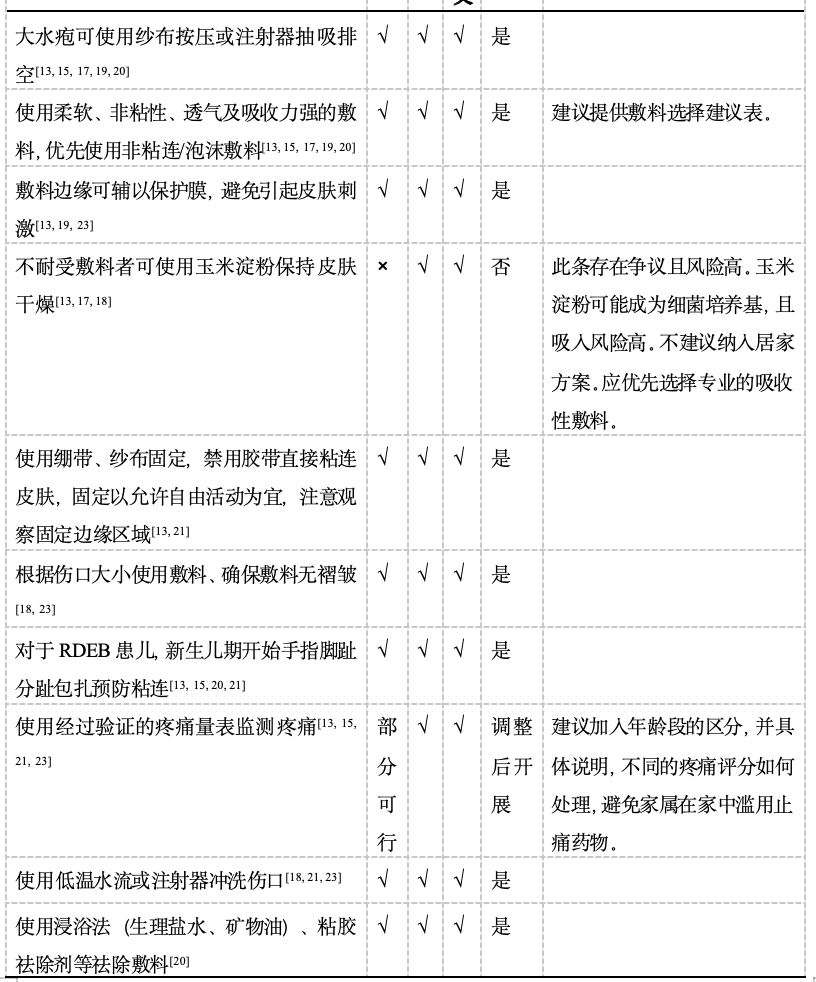 大水疱可使用纱布按压或注射器抽吸排 √ √ √ 是
空[13, 15, 17, 19, 20]
使用柔软、非粘性、透气及吸收力强的敷 √ √ √ 是 建议提供敷料选择建议表。
料,优先使用非粘连/泡沫敷料[13, 15, 17, 19, 20]
敷料边缘可辅以保护膜,避免引起皮肤刺 √ √ √ 是
激[13, 19, 23]
不耐受敷料者可使用玉米淀粉保持皮肤 × √ √ 否 此条存在争议且风险高。玉米
干燥[13, 17, 18] 淀粉可能成为细菌培养基,且
吸入风险高。不建议纳入居家
方案。应优先选择专业的吸收
性敷料。
使用绷带、纱布固定,禁用胶带直接粘连 √ √ √ 是
皮肤,固定以允许自由活动为宜,注意观
察固定边缘区域[13, 21]
根据伤口大小使用敷料、确保敷料无褶皱 √ √ √ 是
[18, 23]
对于 RDEB 患儿,新生儿期开始手指脚趾 √ √ √ 是
分趾包扎预防粘连[13, 15, 20, 21]
使用经过验证的疼痛量表监测疼痛[13, 15, 部 √ √ 调整 建议加入年龄段的区分,并具
21, 23] 分 后开 体说明,不同的疼痛评分如何
可 展 处理,避免家属在家中滥用止
行 痛药物。
使用低温水流或注射器冲洗伤口[18, 21, 23] √ √ √ 是
使用浸浴法(生理盐水、矿物油)、粘胶 √ √ √ 是
祛除剂等祛除敷料[20]